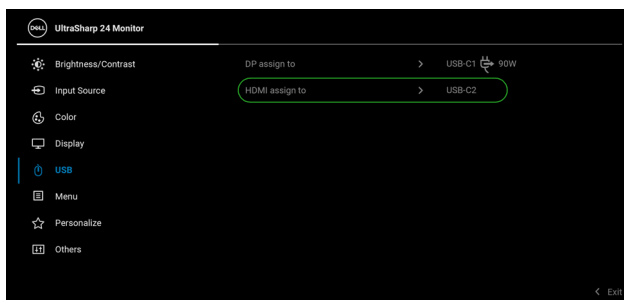 DELL UltraSharp 24 Monitor
Brightness/Contrast DP assign to > USB-C1 90W
Input Source HDMI assign to > USB-C2
Color
Display
USB
Menu
Personalize
Others
< Exit